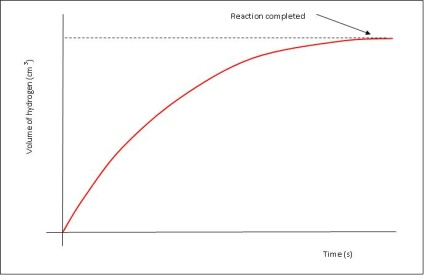 Reaction completed
Volume of hydrogen (cm³)
Time (s)